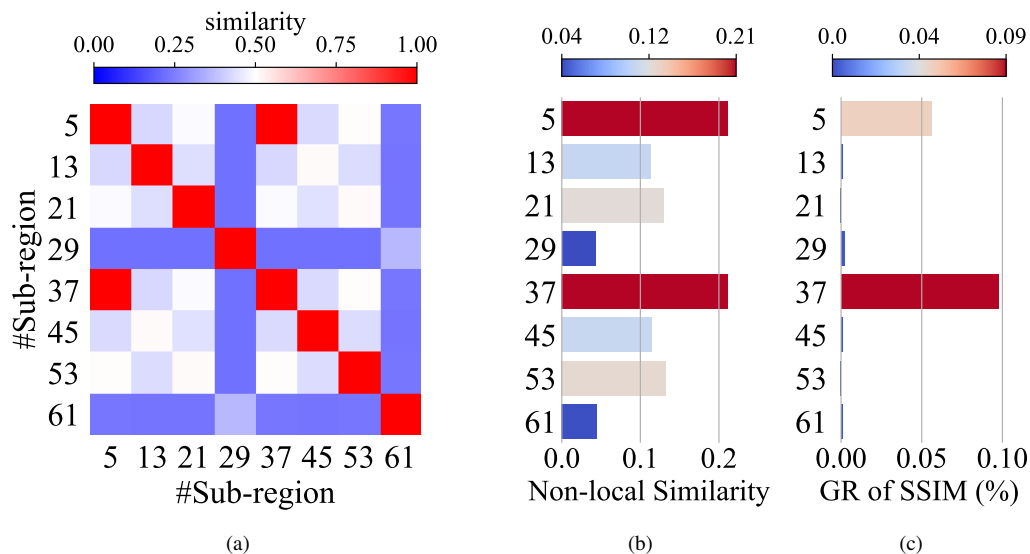 similarity
0.00 0.25 0.50 0.75 1.00
#Sub-region
5
13
21
29
37
45
53
61
5 13 21 29 37 45 53 61
#Sub-region
(a)
0.04 0.12 0.21
5
13
21
29
37
45
53
61
0.0 0.1 0.2
Non-local Similarity
(b)
0.0 0.04 0.09
5
13
21
29
37
45
53
61
0.00 0.05 0.10
GR of SSIM (%)
(c)